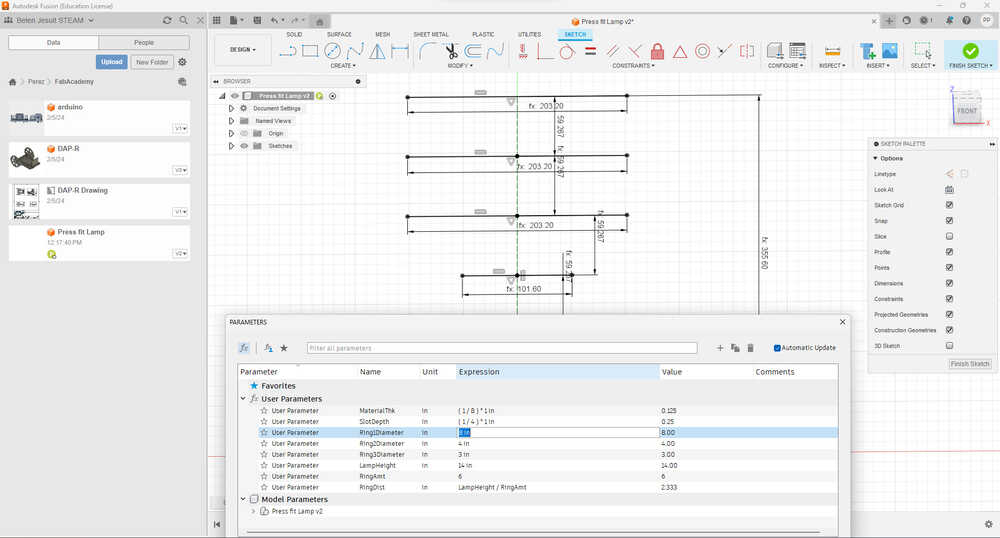 Autodesk Fusion (Education License)
Belen Jesuit STEAM
Press fit Lamp v2*
1
PP
Data
People
Upload
New Folder
Perez
FabAcademy
arduino
2/5/24
V1
DAP-R
2/5/24
V3
DAP-R Drawing
2/5/24
V1
Press fit Lamp
12:17:40 PM
V2
DESIGN
SOLID
SURFACE
MESH
SHEET METAL
PLASTIC
UTILITIES
SKETCH
CREATE
MODIFY
CONSTRAINTS
CONFIGURE
INSPECT
INSERT
SELECT
FINISH SKETCH
BROWSER
Press fit Lamp v2
Document Settings
Named Views
Origin
Sketches
fx: 203.20
59.267
fx: 203.20
fx: 59.267
fx: 203.20
fx: 59.267
fx: 101.60
fx: 355.60
Z
FRONT
X
SKETCH PALETTE
Options
Linetype
Look At
Sketch Grid
Snap
Slice
Profile
Points
Dimensions
Constraints
Projected Geometries
Construction Geometries
3D Sketch
Finish Sketch
PARAMETERS
fx
Filter all parameters
Automatic Update
Parameter Name Unit Expression Value Comments
Favorites
fx User Parameters
User Parameter MaterialThk in ( 1 / 8 ) * 1 in 0.125
User Parameter SlotDepth in ( 1 / 4 ) * 1 in 0.25
User Parameter Ring1Diameter in 8 in 8.00
User Parameter Ring2Diameter in 4 in 4.00
User Parameter Ring3Diameter in 3 in 3.00
User Parameter LampHeight in 14 in 14.00
User Parameter RingAmt 6 6
User Parameter RingDist in LampHeight / RingAmt 2.333
Model Parameters
Press fit Lamp v2